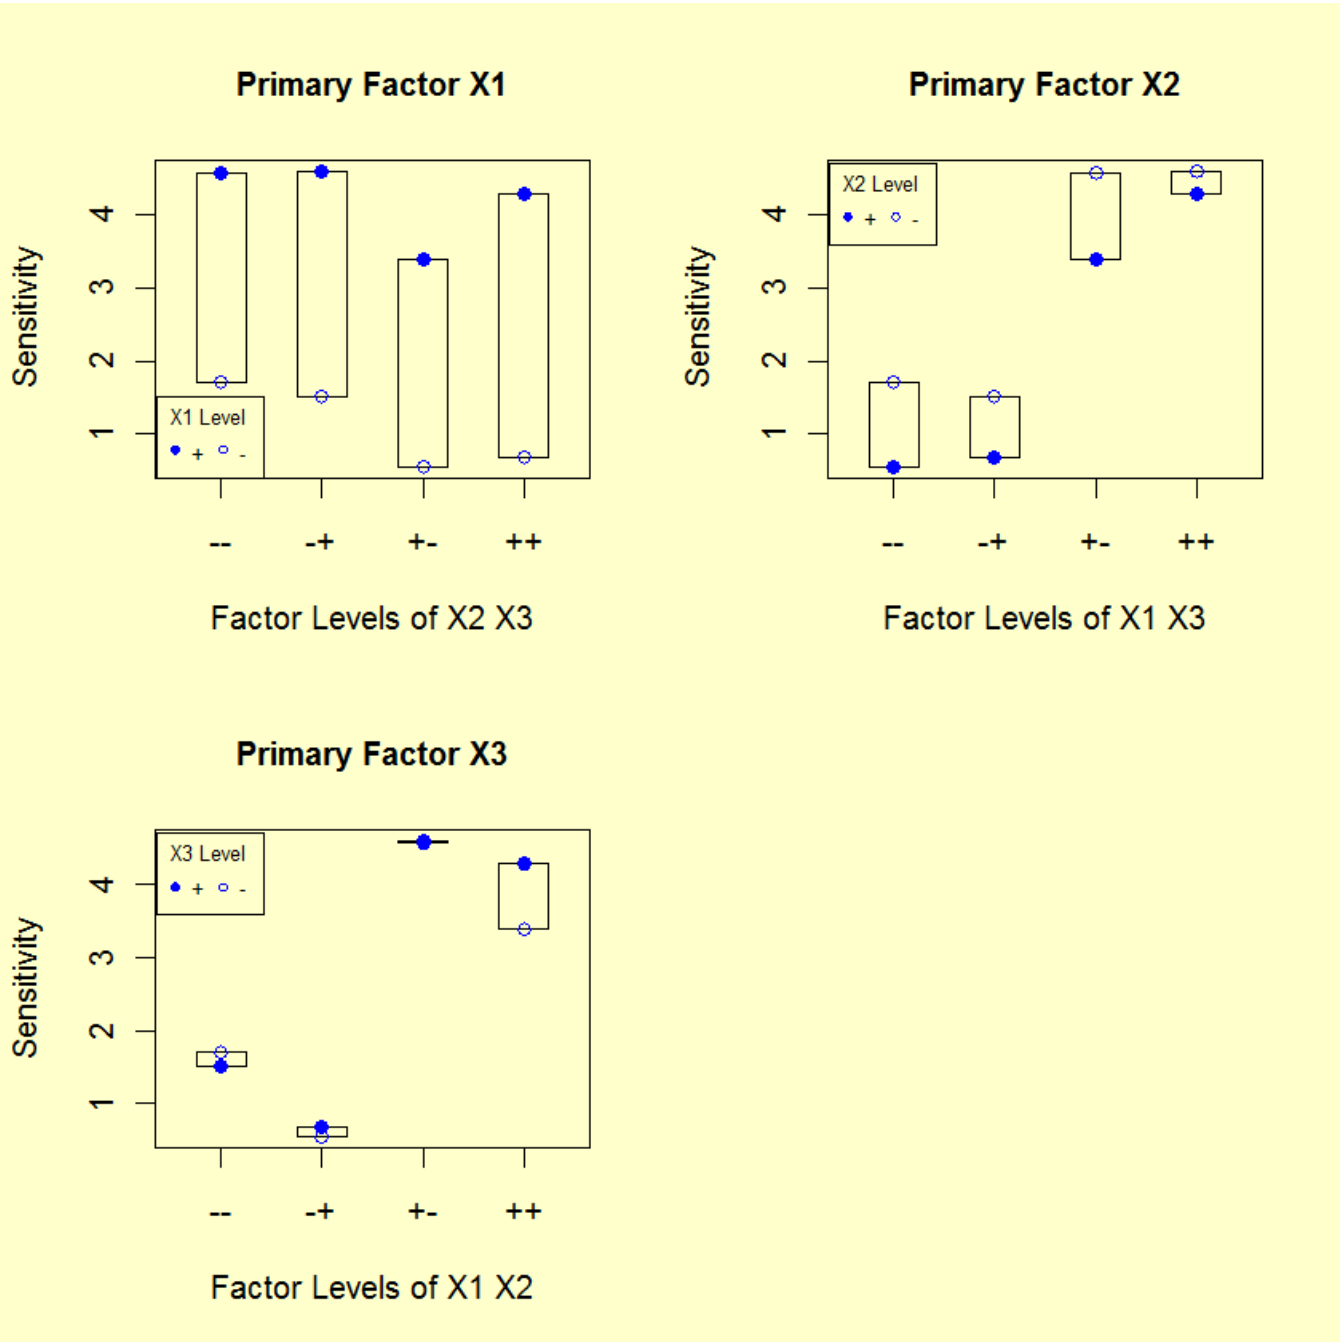 Primary Factor X1
Sensitivity
4
3
2
1
X1 Level
+ -
-- -+ +- ++
Factor Levels of X2 X3
Primary Factor X2
Sensitivity
4
3
2
1
X2 Level
+ -
-- -+ +- ++
Factor Levels of X1 X3
Primary Factor X3
Sensitivity
4
3
2
1
X3 Level
+ -
-- -+ +- ++
Factor Levels of X1 X2